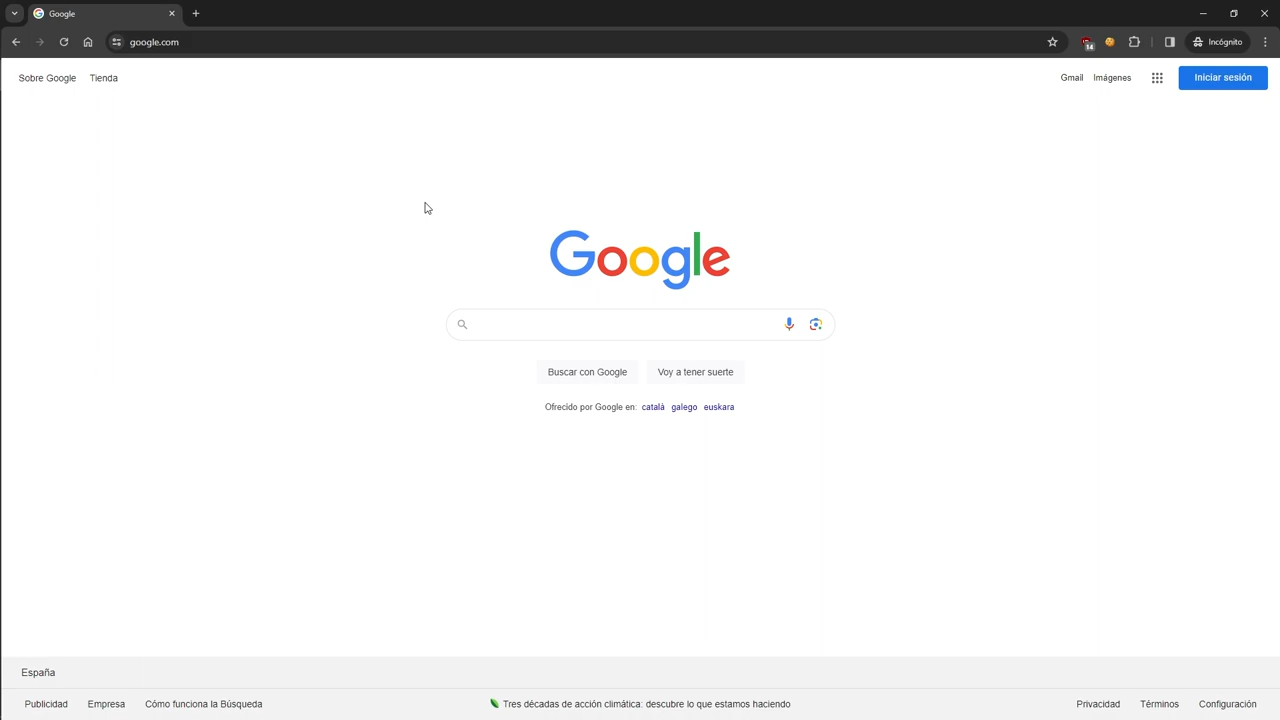 Google
google.com
14
Incógnito
Sobre Google
Tienda
Gmail
Imágenes
Iniciar sesión
Google
Buscar con Google
Voy a tener suerte
Ofrecido por Google en: català galego euskara
España
Publicidad
Empresa
Cómo funciona la Búsqueda
Tres décadas de acción climática: descubre lo que estamos haciendo
Privacidad
Términos
Configuración